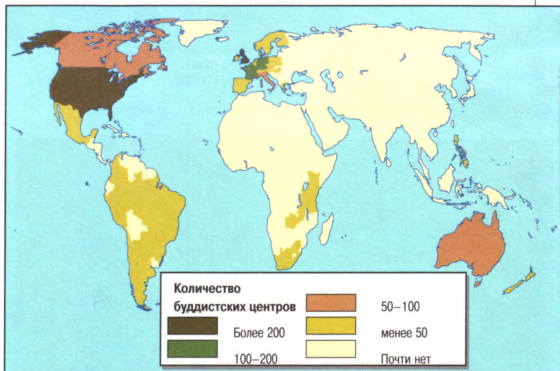 Количество
буддистских центров
Более 200
100–200
50–100
менее 50
Почти нет